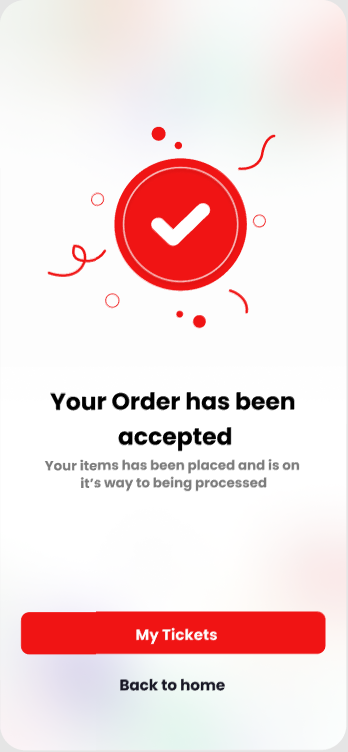 Your Order has been
accepted
Your items has been placed and is on
it’s way to being processed
My Tickets
Back to home